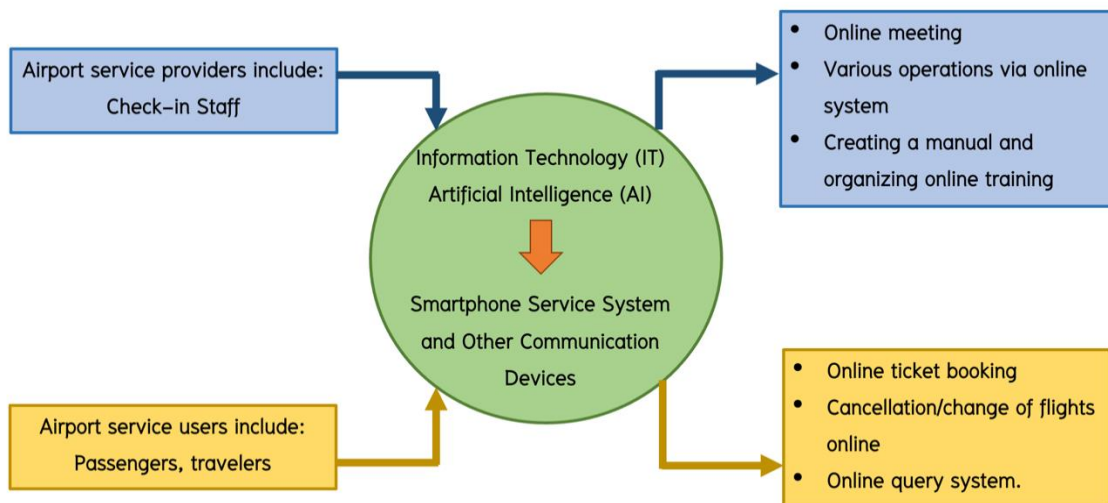 Airport service providers include:
Check-in Staff
Information Technology (IT)
Artificial Intelligence (AI)
Smartphone Service System
and Other Communication
Devices
• Online meeting
• Various operations via online
system
• Creating a manual and
organizing online training
Airport service users include:
Passengers, travelers
• Online ticket booking
• Cancellation/change of flights
online
• Online query system.